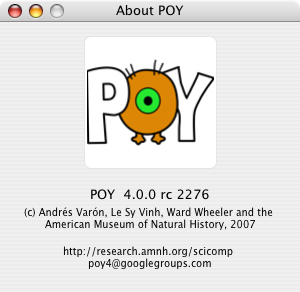 About POY
POY
POY 4.0.0 rc 2276
(c) Andrés Varón, Le Sy Vinh, Ward Wheeler and the
American Museum of Natural History, 2007
http://research.amnh.org/scicomp
poy4@googlegroups.com